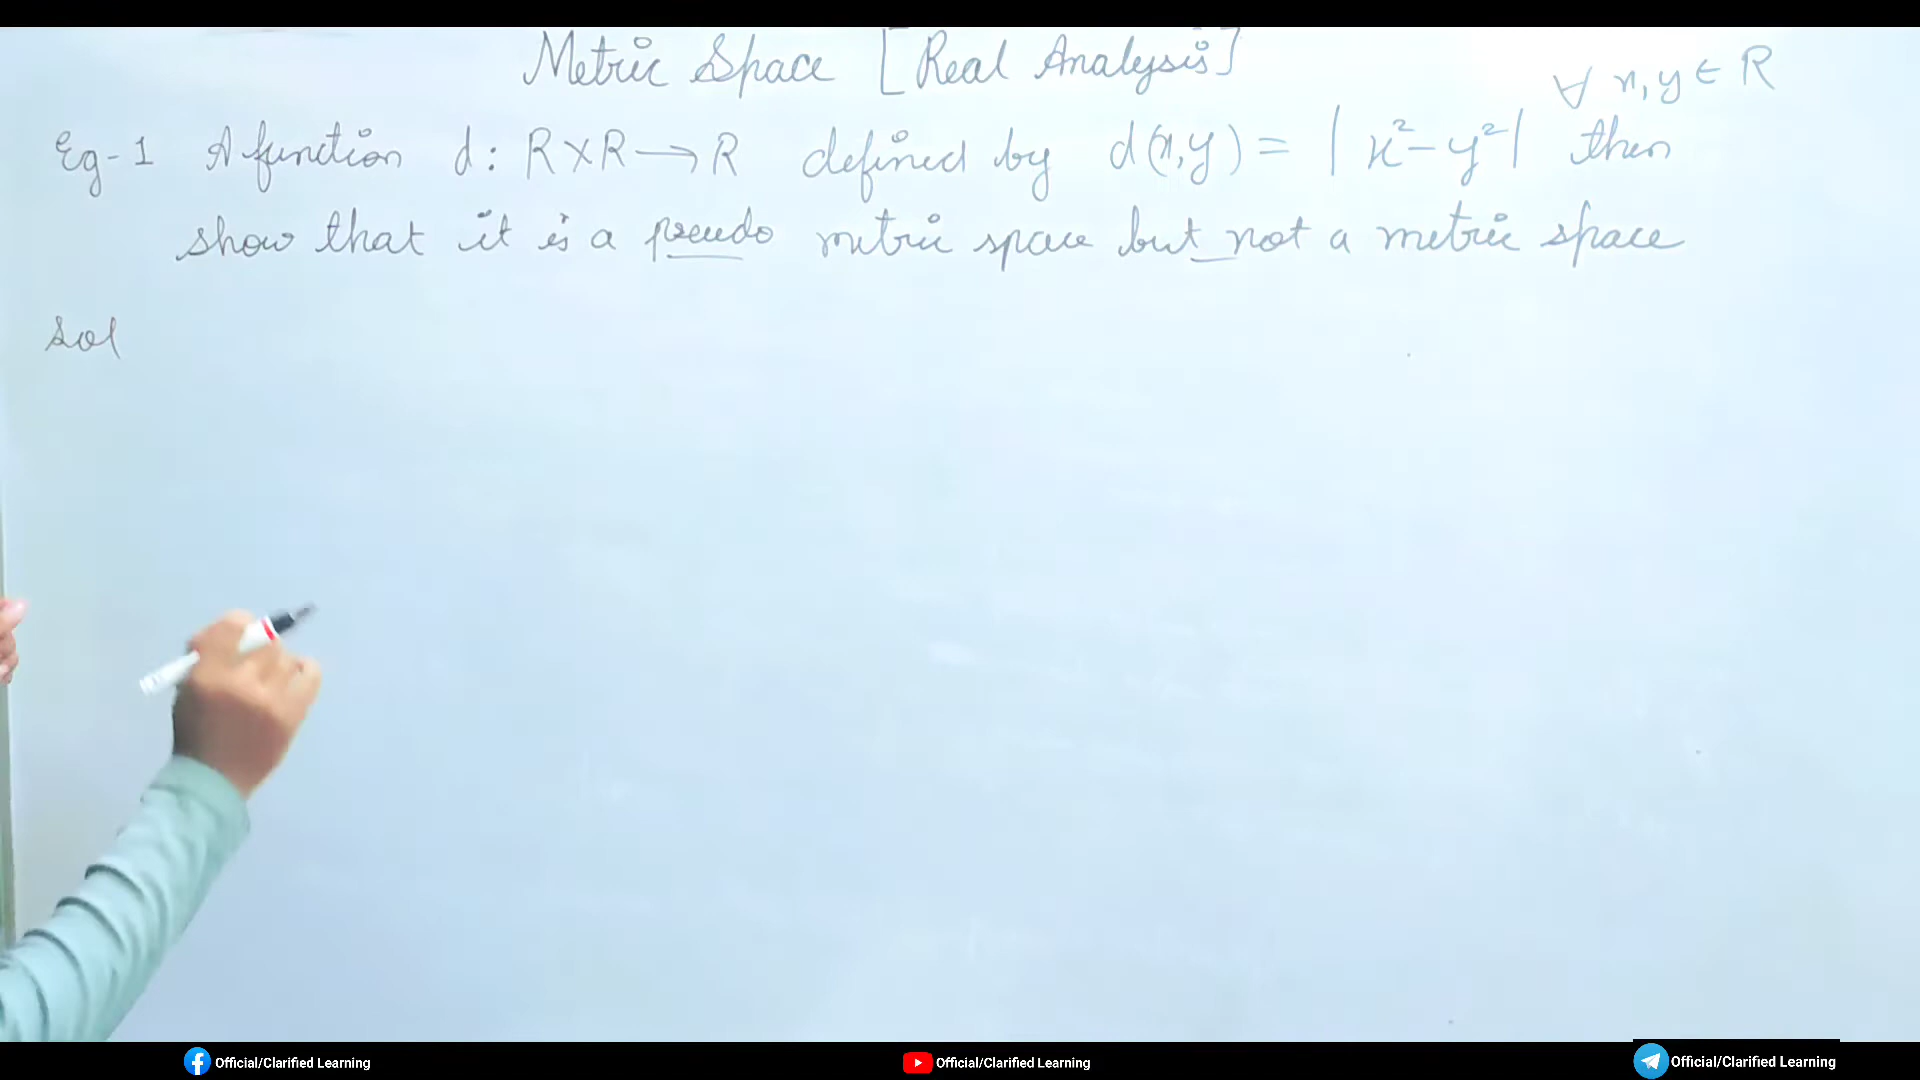 Metric Space [Real Analysis]
∀ x, y ∈ R
Eg-1 A function d: R×R→R defined by d(x,y) = |x²-y²| then
show that it is a pseudo metric space but not a metric space
Sol
Official/Clarified Learning
Official/Clarified Learning
Official/Clarified Learning